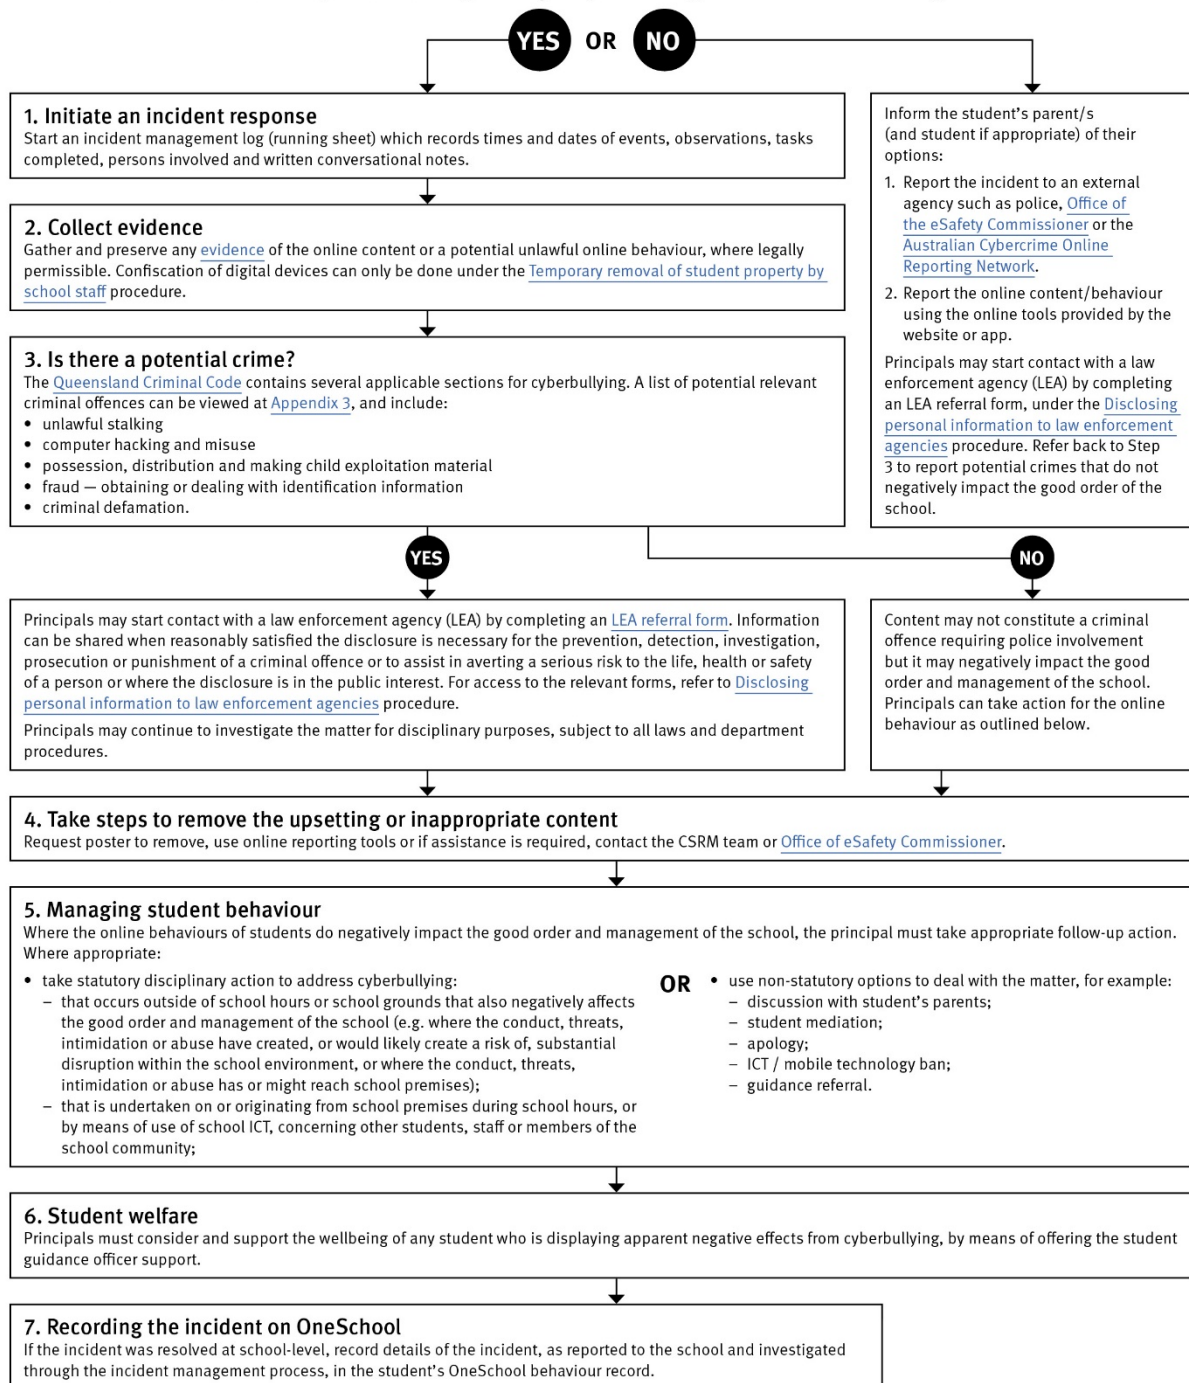 YES OR NO
1. Initiate an incident response
Start an incident management log (running sheet) which records times and dates of events, observations, tasks
completed, persons involved and written conversational notes.
2. Collect evidence
Gather and preserve any evidence of the online content or a potential unlawful online behaviour, where legally
permissible. Confiscation of digital devices can only be done under the Temporary removal of student property by
school staff procedure.
3. Is there a potential crime?
The Queensland Criminal Code contains several applicable sections for cyberbullying. A list of potential relevant
criminal offences can be viewed at Appendix 3, and include:
• unlawful stalking
• computer hacking and misuse
• possession, distribution and making child exploitation material
• fraud — obtaining or dealing with identification information
• criminal defamation.
Inform the student's parent/s
(and student if appropriate) of their
options:
1. Report the incident to an external
agency such as police, Office of
the eSafety Commissioner or the
Australian Cybercrime Online
Reporting Network.
2. Report the online content/behaviour
using the online tools provided by the
website or app.
Principals may start contact with a law
enforcement agency (LEA) by completing
an LEA referral form, under the Disclosing
personal information to law enforcement
agencies procedure. Refer back to Step
3 to report potential crimes that do not
negatively impact the good order of the
school.
YES
NO
Principals may start contact with a law enforcement agency (LEA) by completing an LEA referral form. Information
can be shared when reasonably satisfied the disclosure is necessary for the prevention, detection, investigation,
prosecution or punishment of a criminal offence or to assist in averting a serious risk to the life, health or safety
of a person or where the disclosure is in the public interest. For access to the relevant forms, refer to Disclosing
personal information to law enforcement agencies procedure.
Principals may continue to investigate the matter for disciplinary purposes, subject to all laws and department
procedures.
Content may not constitute a criminal
offence requiring police involvement
but it may negatively impact the good
order and management of the school.
Principals can take action for the online
behaviour as outlined below.
4. Take steps to remove the upsetting or inappropriate content
Request poster to remove, use online reporting tools or if assistance is required, contact the CSRM team or Office of eSafety Commissioner.
5. Managing student behaviour
Where the online behaviours of students do negatively impact the good order and management of the school, the principal must take appropriate follow-up action.
Where appropriate:
• take statutory disciplinary action to address cyberbullying:
– that occurs outside of school hours or school grounds that also negatively affects
the good order and management of the school (e.g. where the conduct, threats,
intimidation or abuse have created, or would likely create a risk of, substantial
disruption within the school environment, or where the conduct, threats,
intimidation or abuse has or might reach school premises);
– that is undertaken on or originating from school premises during school hours, or
by means of use of school ICT, concerning other students, staff or members of the
school community;
OR
• use non-statutory options to deal with the matter, for example:
– discussion with student's parents;
– student mediation;
– apology;
– ICT / mobile technology ban;
– guidance referral.
6. Student welfare
Principals must consider and support the wellbeing of any student who is displaying apparent negative effects from cyberbullying, by means of offering the student
guidance officer support.
7. Recording the incident on OneSchool
If the incident was resolved at school-level, record details of the incident, as reported to the school and investigated
through the incident management process, in the student's OneSchool behaviour record.